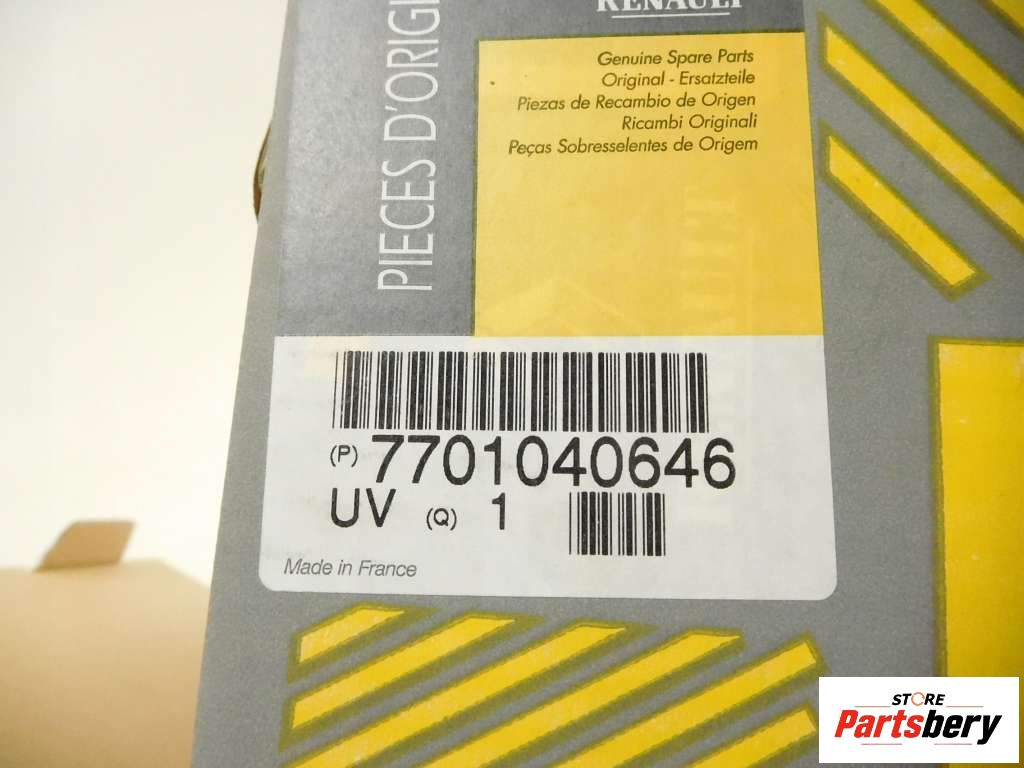 RENAULT
PIECES D'ORIGI
Genuine Spare Parts
Original - Ersatzteile
Piezas de Recambio de Origen
Ricambi Originali
Peças Sobresselentes de Origem
(P) 7701040646
UV (Q) 1
Made in France
STORE
Partsbery